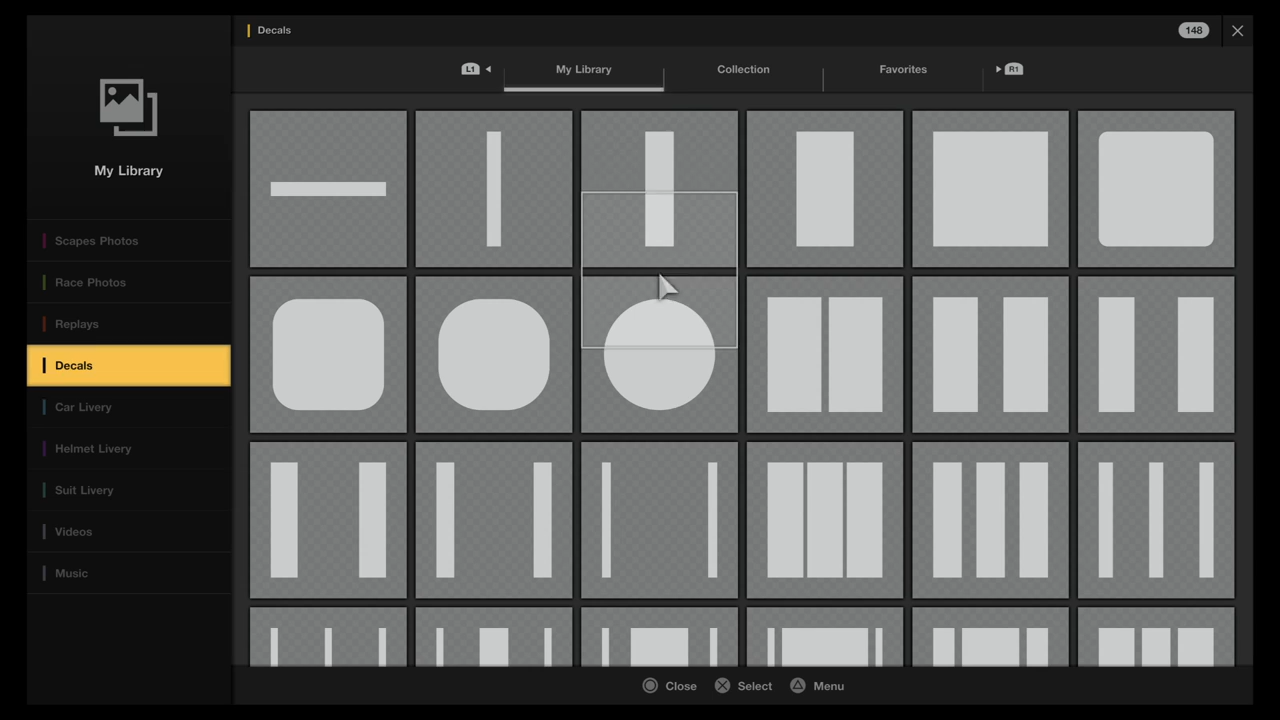 Decals
148
L1
My Library
Collection
Favorites
R1
My Library
Scapes Photos
Race Photos
Replays
Decals
Car Livery
Helmet Livery
Suit Livery
Videos
Music
Close
Select
Menu